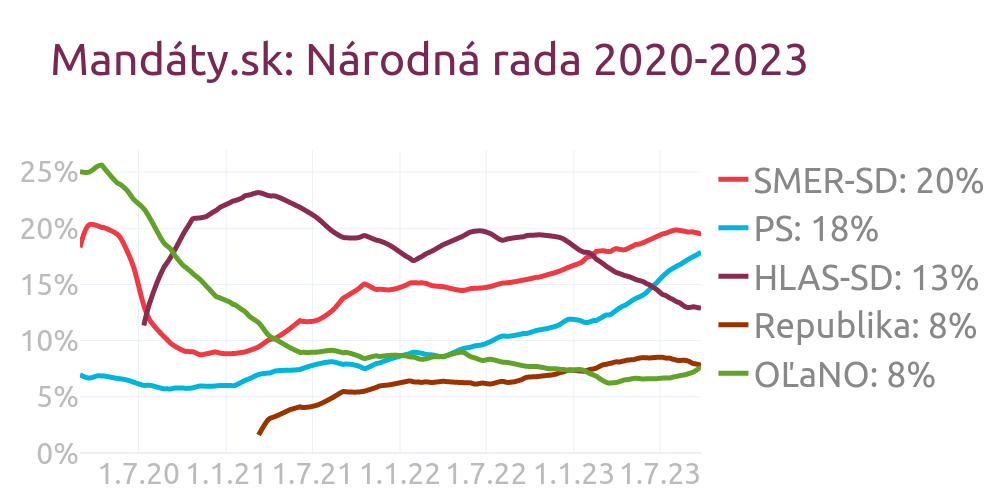 Mandáty.sk: Národná rada 2020-2023
25%
20%
15%
10%
5%
0%
1.7.20 1.1.21 1.7.21 1.1.22 1.7.22 1.1.23 1.7.23
SMER-SD: 20%
PS: 18%
HLAS-SD: 13%
Republika: 8%
OĽaNO: 8%